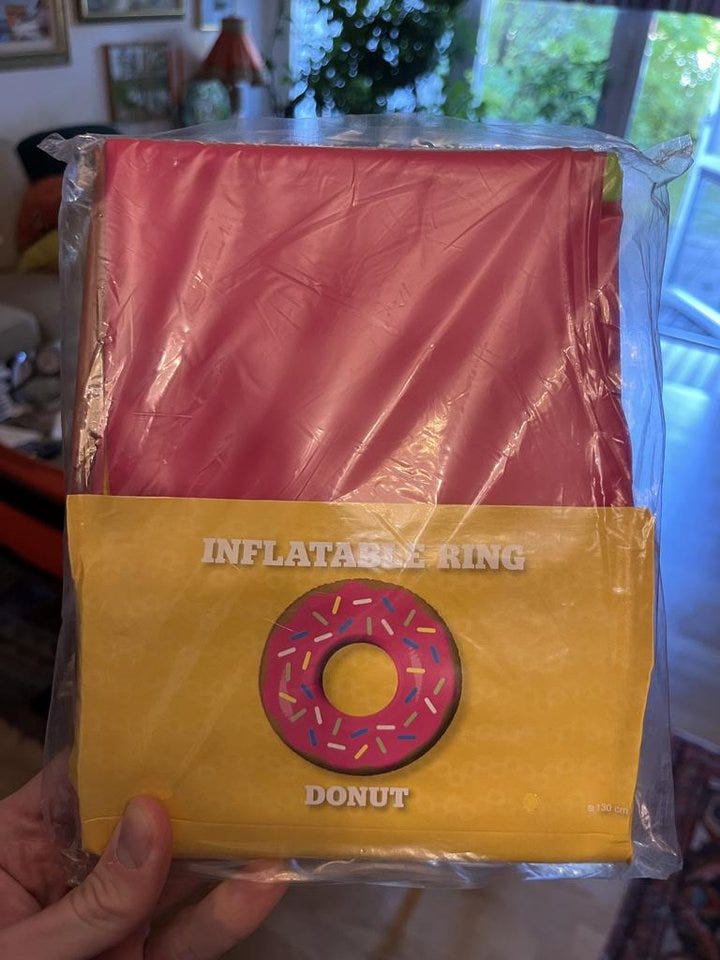 INFLATABLE RING
DONUT
130 cm